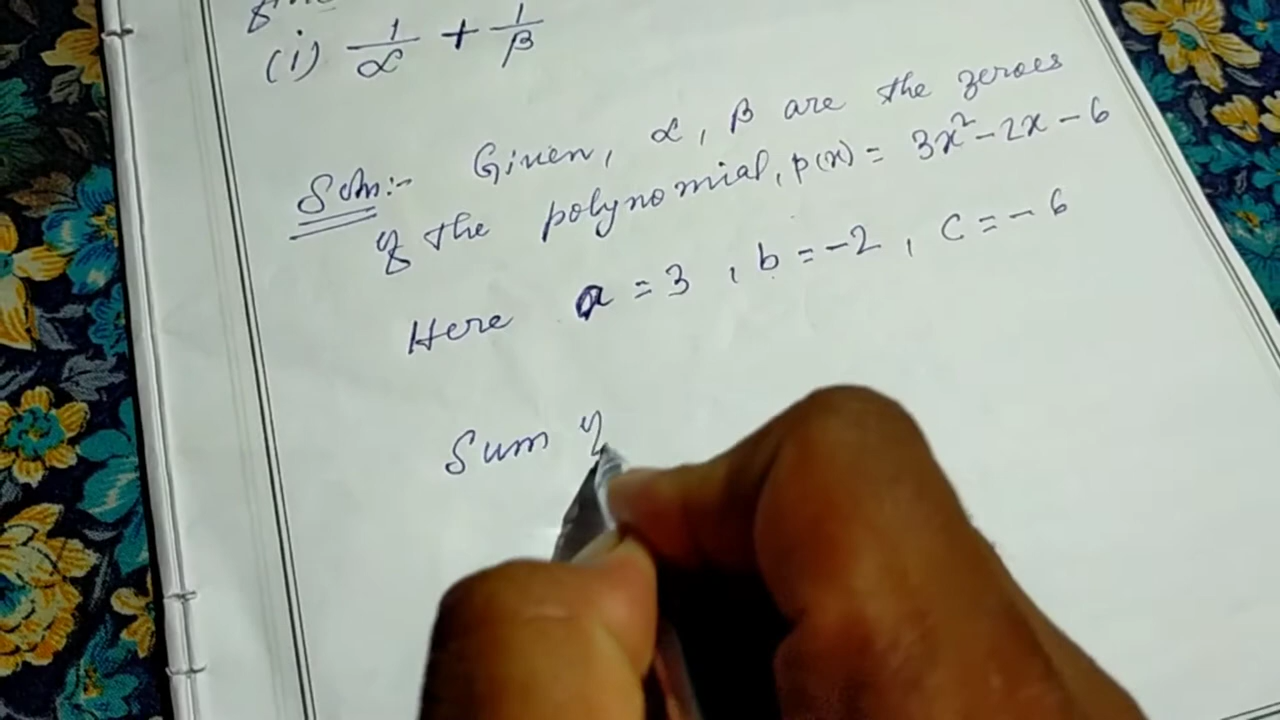 (i) 1/α + 1/β
Soln:- Given, α, β are the zeroes
of the polynomial, p(x) = 3x² - 2x - 6
Here a = 3, b = -2, c = -6
Sum of